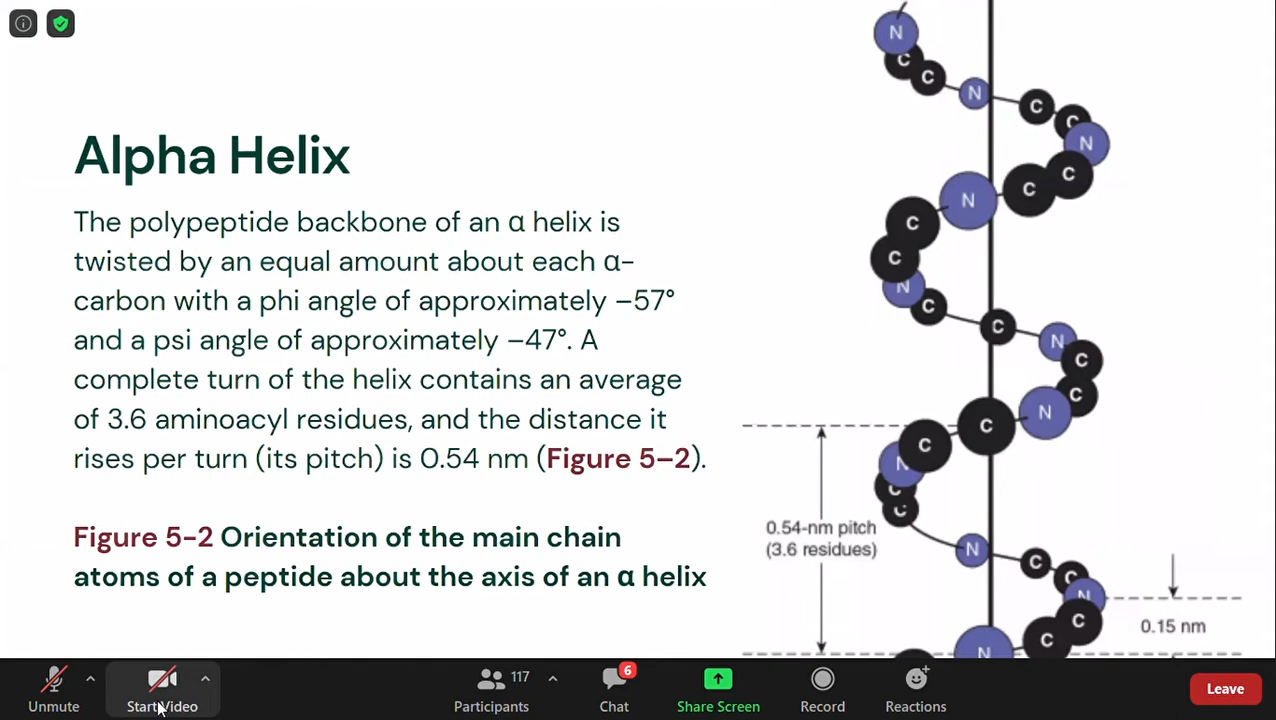 Alpha Helix
The polypeptide backbone of an α helix is
twisted by an equal amount about each α-
carbon with a phi angle of approximately –57°
and a psi angle of approximately –47°. A
complete turn of the helix contains an average
of 3.6 aminoacyl residues, and the distance it
rises per turn (its pitch) is 0.54 nm (Figure 5–2).
Figure 5-2 Orientation of the main chain
atoms of a peptide about the axis of an α helix
N
C
C
N
C
C
N
C
C
N
C
C
N
C
C
N
C
C
N
C
C
N
C
C
N
C
C
N
C
0.54-nm pitch
(3.6 residues)
C
N
C
C
0.15 nm
N
Unmute
Start Video
Participants
117
Chat
6
Share Screen
Record
Reactions
Leave